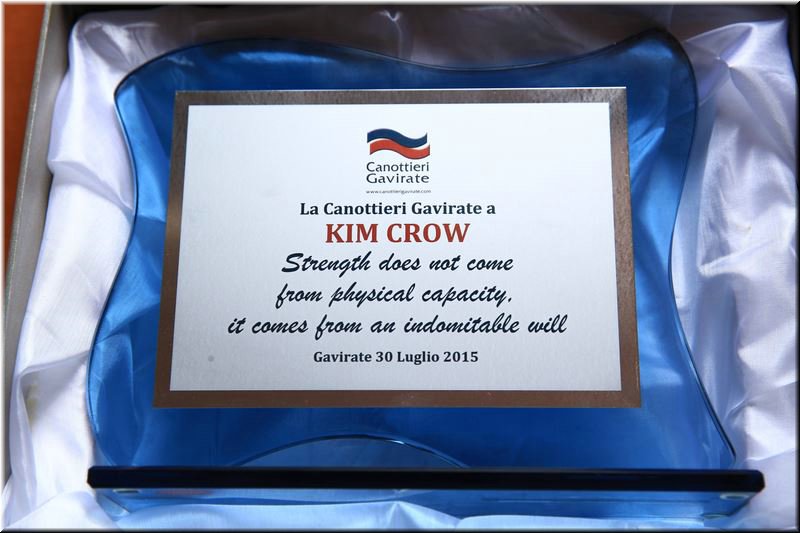 Canottieri
Gavirate
www.canottierigavirate.com
La Canottieri Gavirate a
KIM CROW
Strength does not come
from physical capacity,
it comes from an indomitable will
Gavirate 30 Luglio 2015